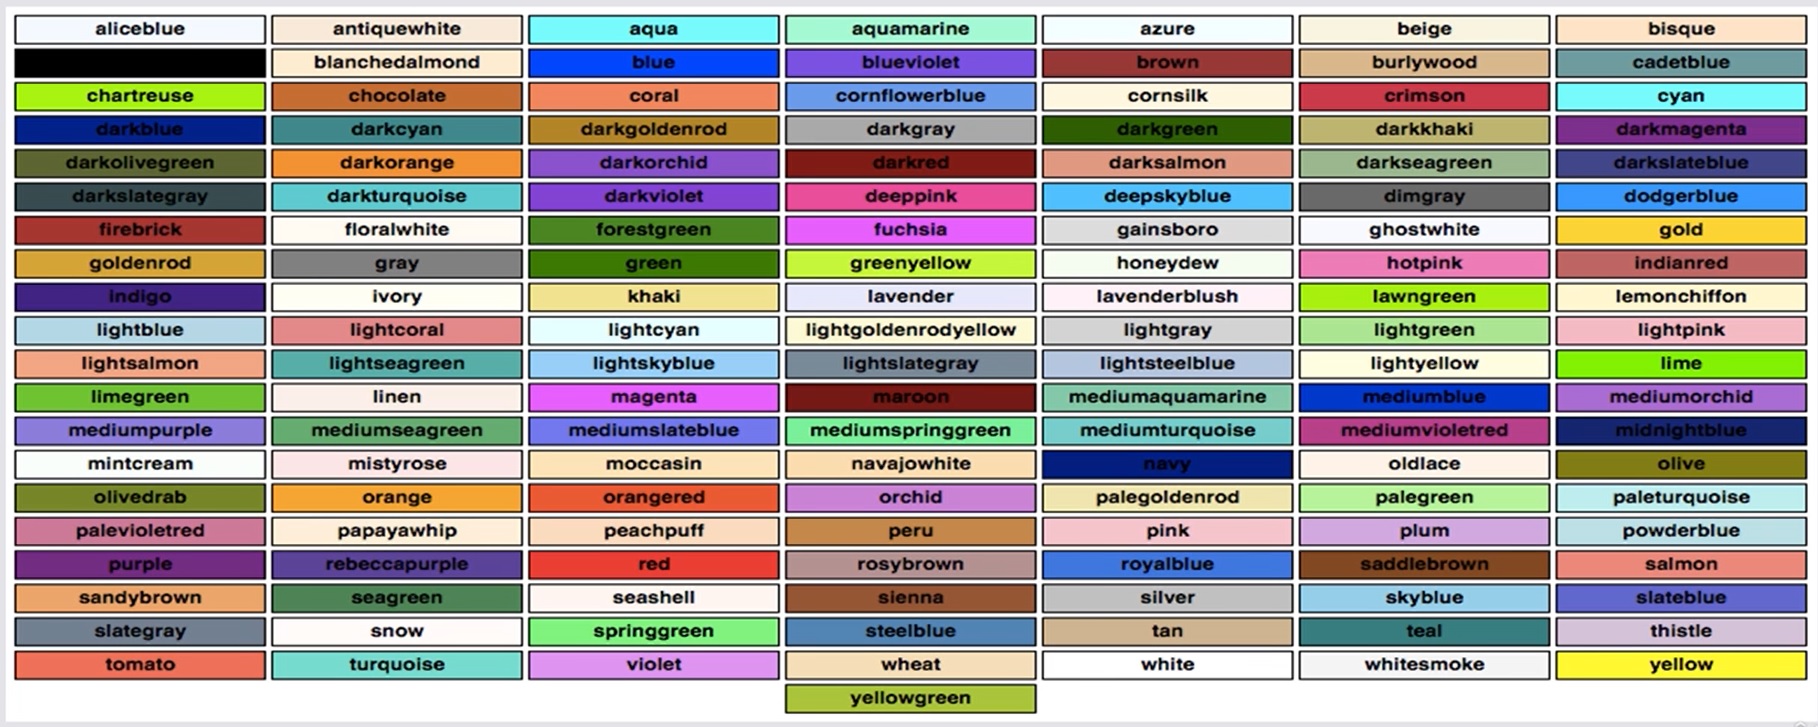 aliceblue antiquewhite aqua aquamarine azure beige bisque
blanchedalmond blue blueviolet brown burlywood cadetblue
chartreuse chocolate coral cornflowerblue cornsilk crimson cyan
darkblue darkcyan darkgoldenrod darkgray darkgreen darkkhaki darkmagenta
darkolivegreen darkorange darkorchid darkred darksalmon darkseagreen darkslateblue
darkslategray darkturquoise darkviolet deeppink deepskyblue dimgray dodgerblue
firebrick floralwhite forestgreen fuchsia gainsboro ghostwhite gold
goldenrod gray green greenyellow honeydew hotpink indianred
indigo ivory khaki lavender lavenderblush lawngreen lemonchiffon
lightblue lightcoral lightcyan lightgoldenrodyellow lightgray lightgreen lightpink
lightsalmon lightseagreen lightskyblue lightslategray lightsteelblue lightyellow lime
limegreen linen magenta maroon mediumaquamarine mediumblue mediumorchid
mediumpurple mediumseagreen mediumslateblue mediumspringgreen mediumturquoise mediumvioletred midnightblue
mintcream mistyrose moccasin navajowhite navy oldlace olive
olivedrab orange orangered orchid palegoldenrod palegreen paleturquoise
palevioletred papayawhip peachpuff peru pink plum powderblue
purple rebeccapurple red rosybrown royalblue saddlebrown salmon
sandybrown seagreen seashell sienna silver skyblue slateblue
slategray snow springgreen steelblue tan teal thistle
tomato turquoise violet wheat white whitesmoke yellow
yellowgreen